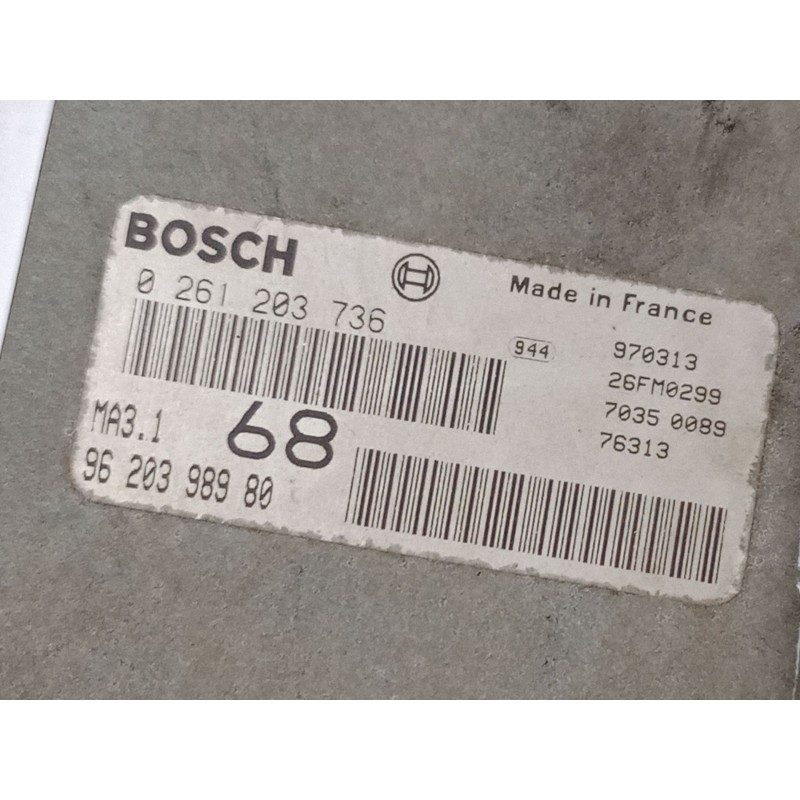 BOSCH
Made in France
0 261 203 736
944
970313
26FM0299
7035 0089
76313
MA3.1
68
96 203 989 80